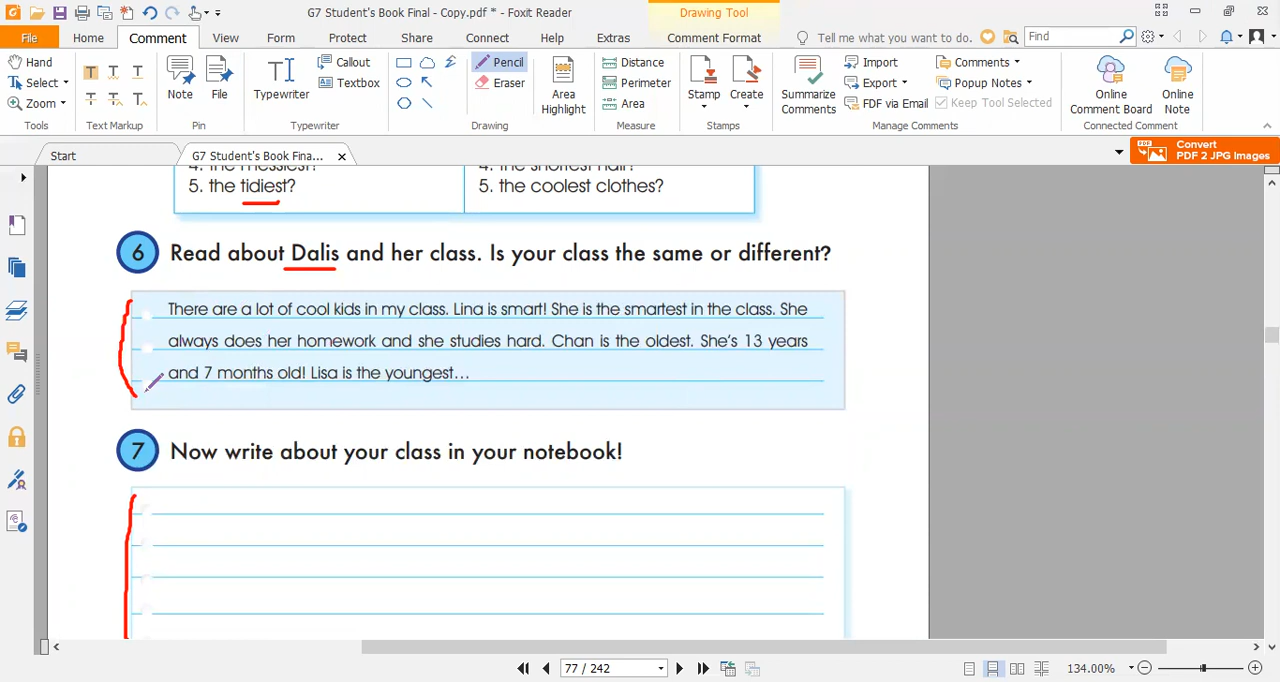 G7 Student's Book Final - Copy.pdf * - Foxit Reader
Drawing Tool
File Home Comment View Form Protect Share Connect Help Extras Comment Format Tell me what you want to do. Find
Hand
Select
Zoom
Tools
T T T
T T T
Text Markup
Note
File
Pin
Typewriter
Callout
Textbox
Typewriter
Pencil
Eraser
Drawing
Area
Highlight
Distance
Perimeter
Area
Measure
Stamp
Create
Stamps
Summarize
Comments
Import
Export
FDF via Email
Comments
Popup Notes
Keep Tool Selected
Manage Comments
Online
Comment Board
Online
Note
Connected Comment
Start
G7 Student's Book Fina...
Convert
PDF 2 JPG Images
4. the messiest?
5. the tidiest?
4. the shortest hair?
5. the coolest clothes?
6 Read about Dalis and her class. Is your class the same or different?
There are a lot of cool kids in my class. Lina is smart! She is the smartest in the class. She
always does her homework and she studies hard. Chan is the oldest. She's 13 years
and 7 months old! Lisa is the youngest...
7 Now write about your class in your notebook!
77 / 242
134.00%